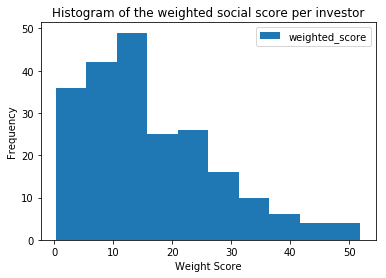 Histogram of the weighted social score per investor
weighted_score
50
40
30
20
10
0
Frequency
0 10 20 30 40 50
Weight Score